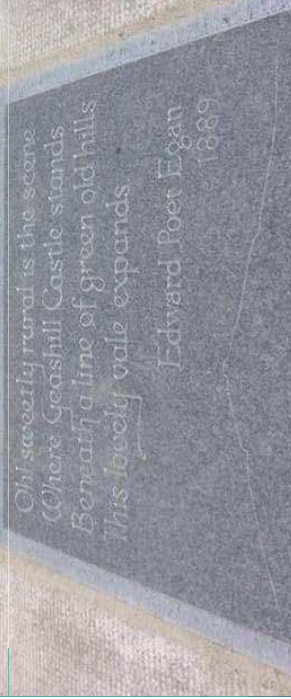 Oh! sweetly rural is the scene
Where Geashill Castle stands
Beneath a line of green old hills
This lovely vale expands
Edward Poet Egan
1889